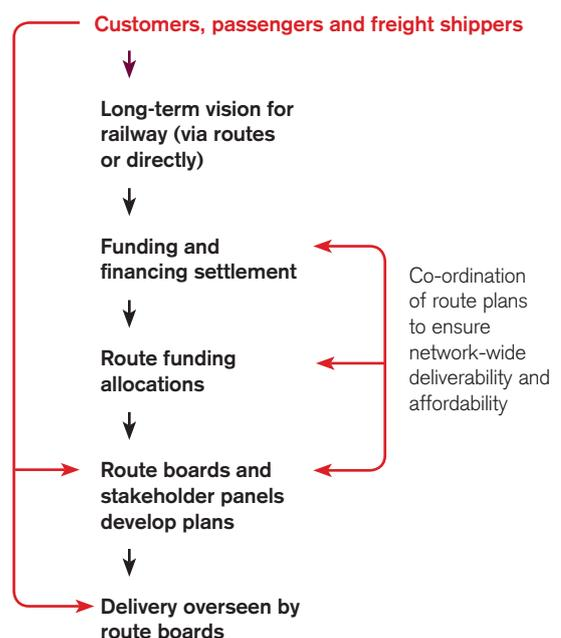 Customers, passengers and freight shippers
Long-term vision for
railway (via routes
or directly)
Funding and
financing settlement
Co-ordination
of route plans
to ensure
network-wide
deliverability and
affordability
Route funding
allocations
Route boards and
stakeholder panels
develop plans
Delivery overseen by
route boards